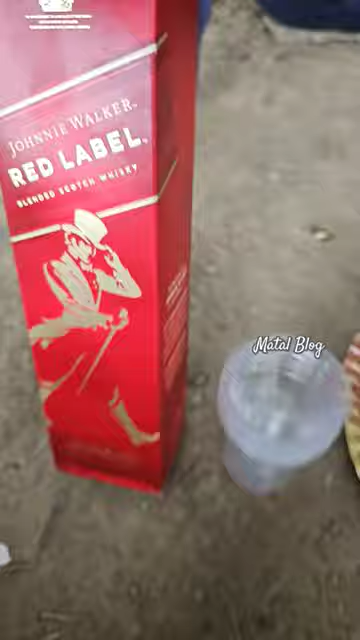 JOHNNIE WALKER.
RED LABEL.
BLENDED SCOTCH WHISKY
Matal Blog